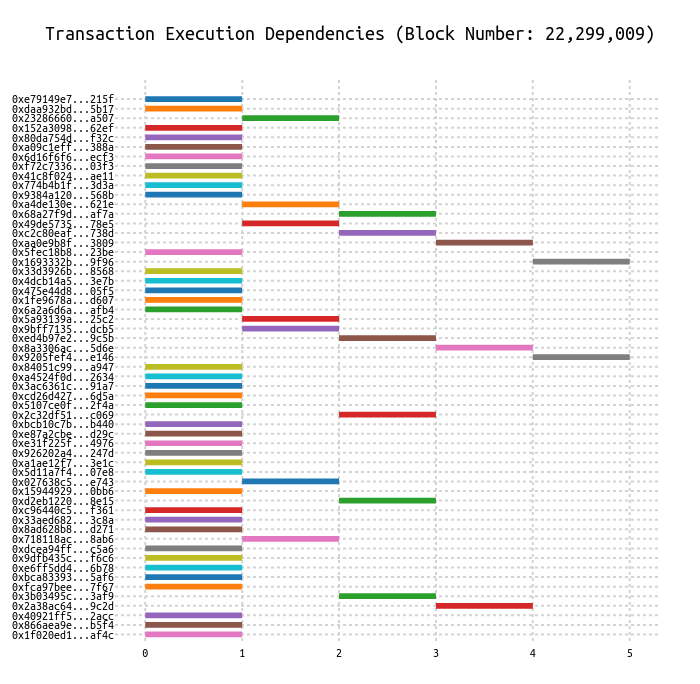 Transaction Execution Dependencies (Block Number: 22,299,009)
0xe79149e7...215f
0xdaa932bd...5b17
0x23286660...a507
0x152a3098...62ef
0x80da754d...f32c
0xa09c1eff...388a
0x6d16f6f6...ecf3
0xf72c7336...03f3
0x41c8f024...ae11
0x774b4b1f...3d3a
0x9384a120...568b
0xa4de130e...621e
0x68a27f9d...af7a
0x49de5735...78e5
0xc2c80eaf...738d
0xaa0e9b8f...3809
0x5fec18b8...23be
0x1693332b...9f96
0x33d3926b...8568
0x4dcb14a5...3e7b
0x475e44d8...05f5
0x1fe9678a...d607
0x6a2a6d6a...afb4
0x5a93139a...25c2
0x9bff7135...dcb5
0xed4b97e2...9c5b
0x8a3306ac...5d6e
0x9205fef4...e146
0x84051c99...a947
0xa4524f0d...2634
0x3ac6361c...91a7
0xcd26d427...6d5a
0x5107ce0f...2f4a
0x2c32df51...c069
0xbcb10c7b...b440
0xe87a2cbe...d29c
0xe31f225f...4976
0x926202a4...247d
0xa1ae12f7...3e1c
0x5d11a7f4...07e8
0x027638c5...e743
0x15944929...0bb6
0xd2eb1220...8e15
0xc96440c5...f361
0x33aed682...3c8a
0x8ad628b8...d271
0x718118ac...8ab6
0xdcea94ff...c5a6
0x9dfb435c...f6c6
0xe6ff5dd4...6b78
0xbca83393...5af6
0xfca97bee...7f67
0x3b03495c...3af9
0x2a38ac64...9c2d
0x40921ff5...2acc
0x866aea9e...b5f4
0x1f020ed1...af4c
0 1 2 3 4 5